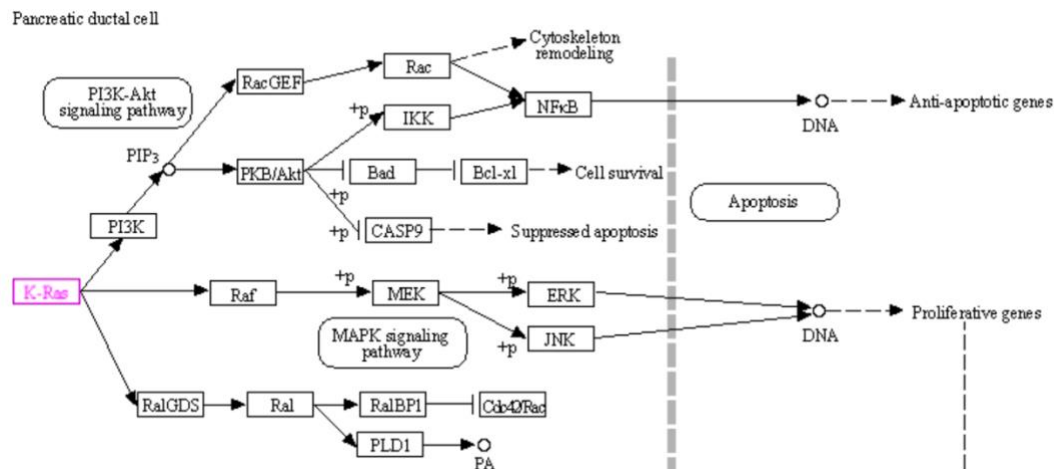 Pancreatic ductal cell
PI3K-Akt
signaling pathway
RacGEF
Rac
Cytoskeleton
remodeling
+p
IKK
NFκB
DNA
Anti-apoptotic genes
PIP3
PKB/Akt
Bad
Bcl-xl
Cell survival
+p
+p
CASP9
Suppressed apoptosis
Apoptosis
PI3K
K-Ras
Raf
+p
MEK
+p
ERK
MAPK signaling
pathway
+p
JNK
DNA
Proliferative genes
RalGDS
Ral
RalBP1
Cdc42/Rac
PLD1
PA